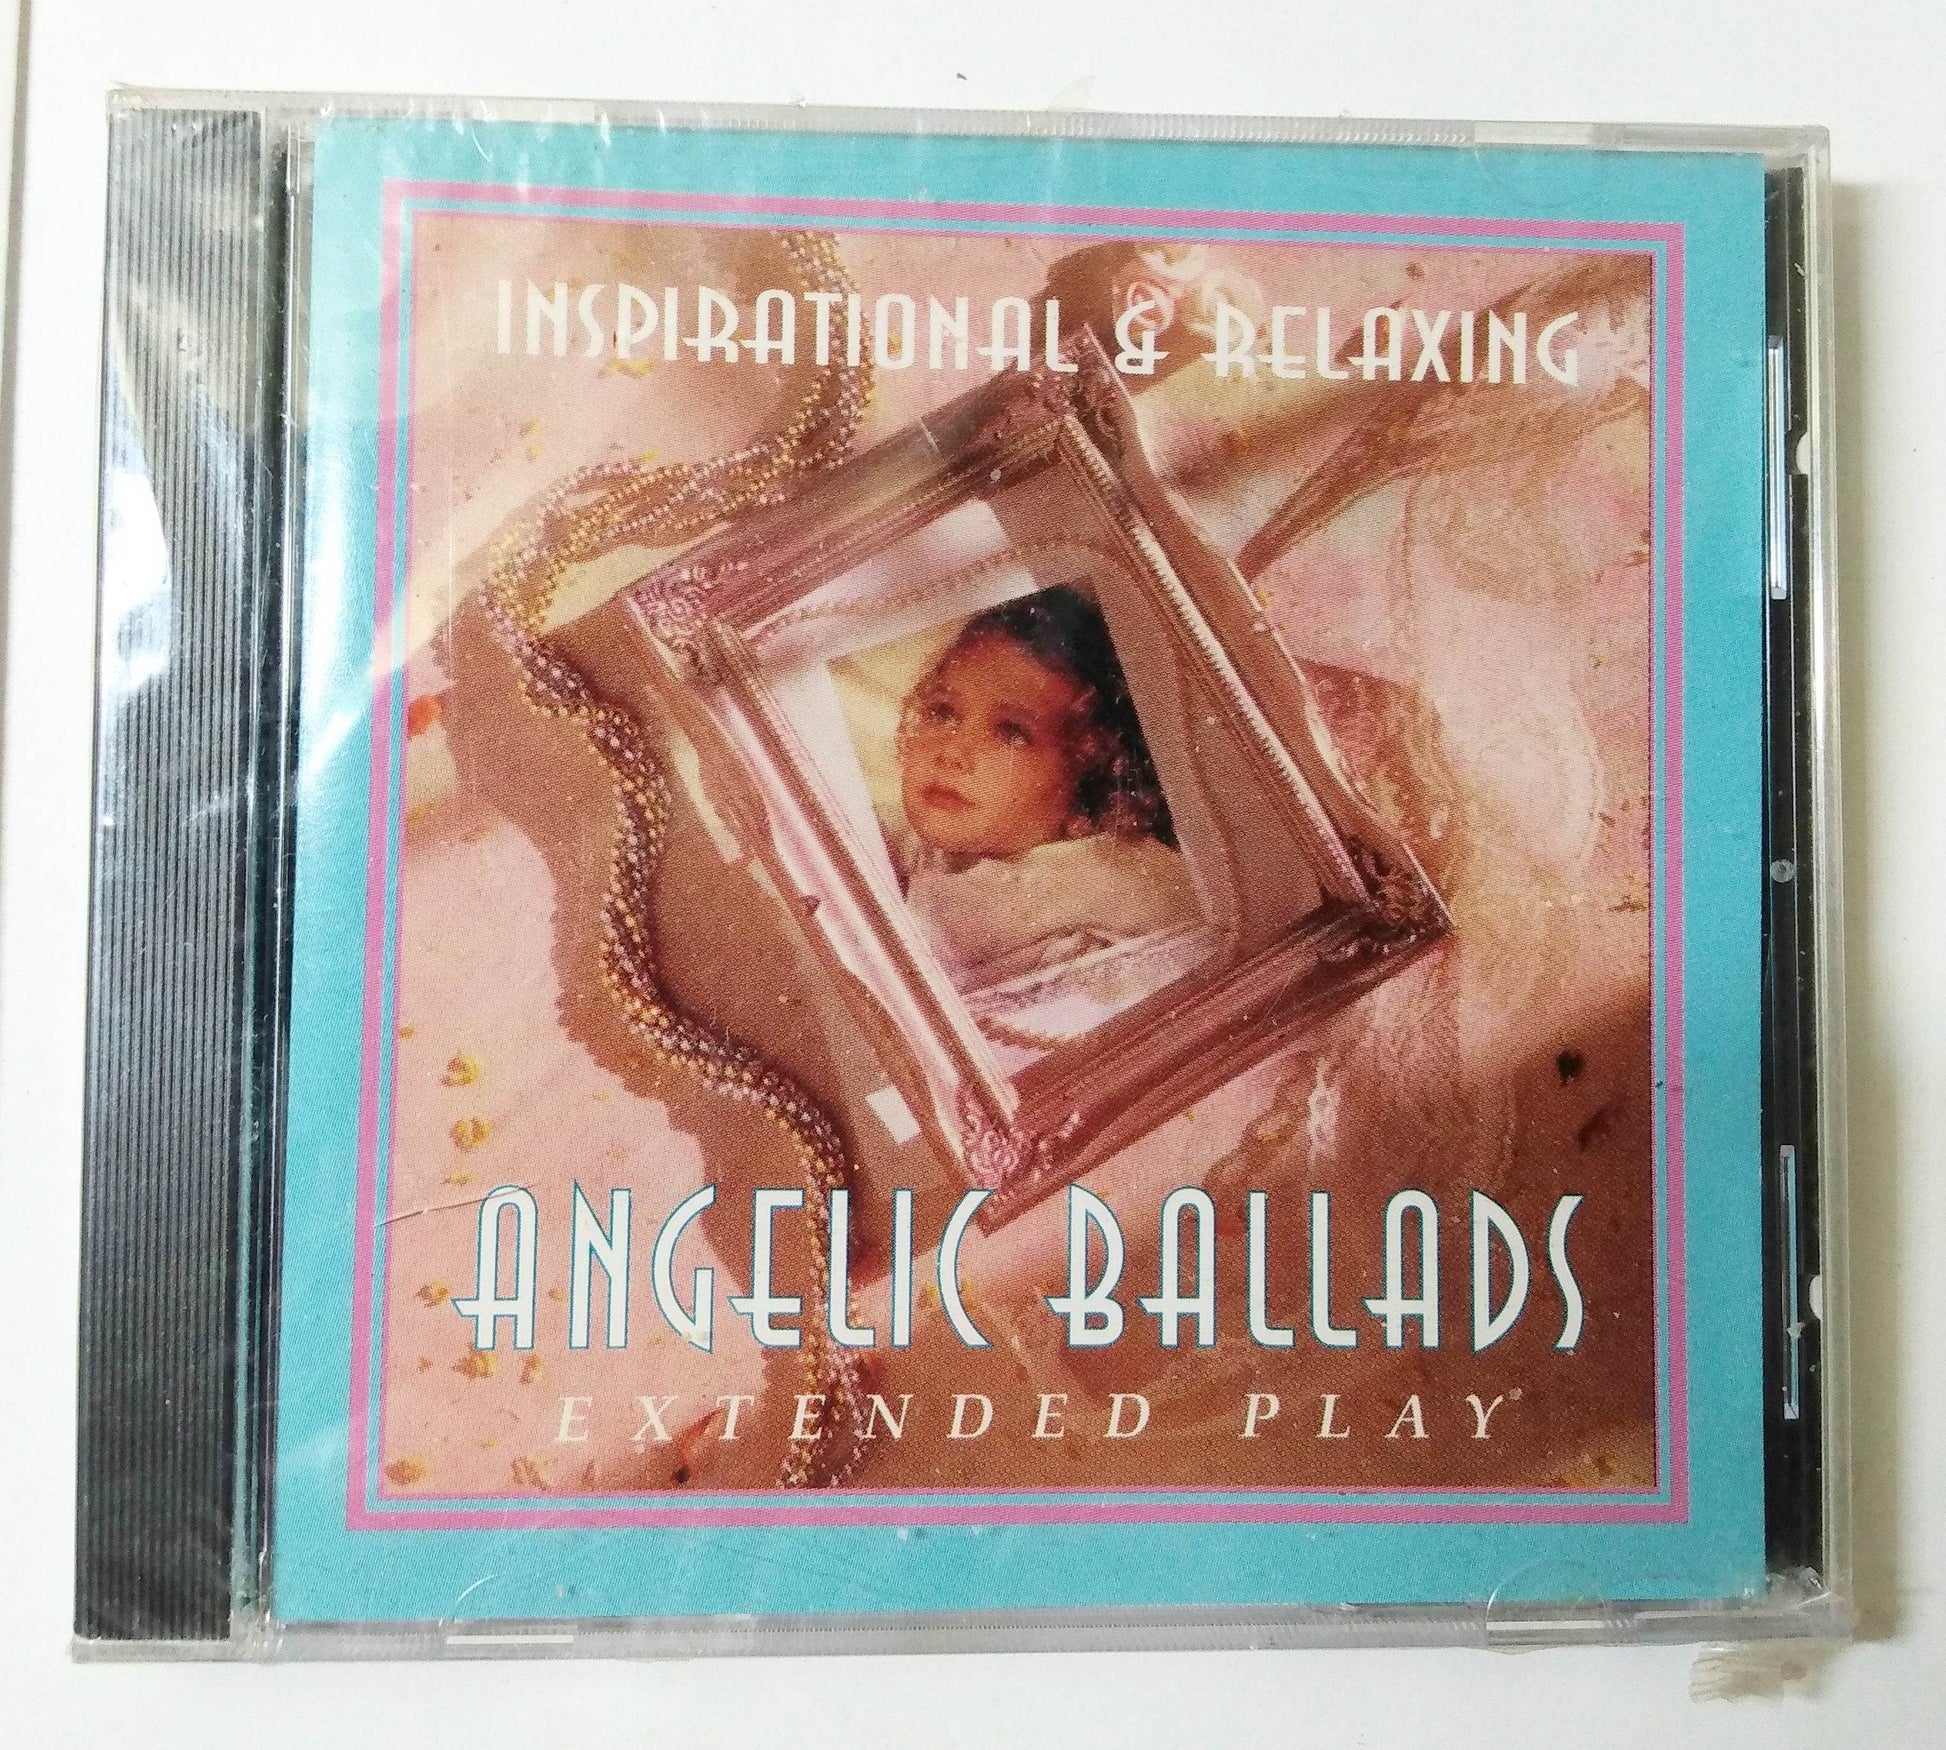 INSPIRATIONAL & RELAXING
ANGELIC BALLADS
EXTENDED PLAY